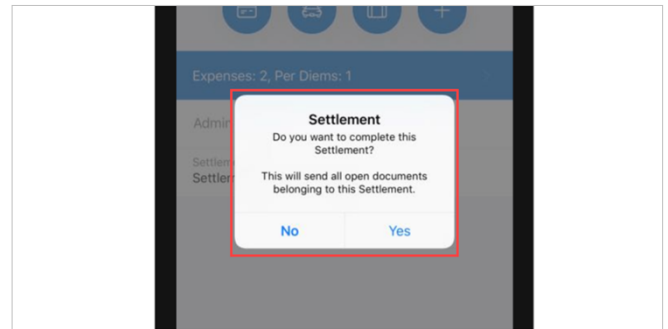 Expenses: 2, Per Diems: 1
Admin
Settlement
Do you want to complete this
Settlement?
This will send all open documents
belonging to this Settlement.
No
Yes